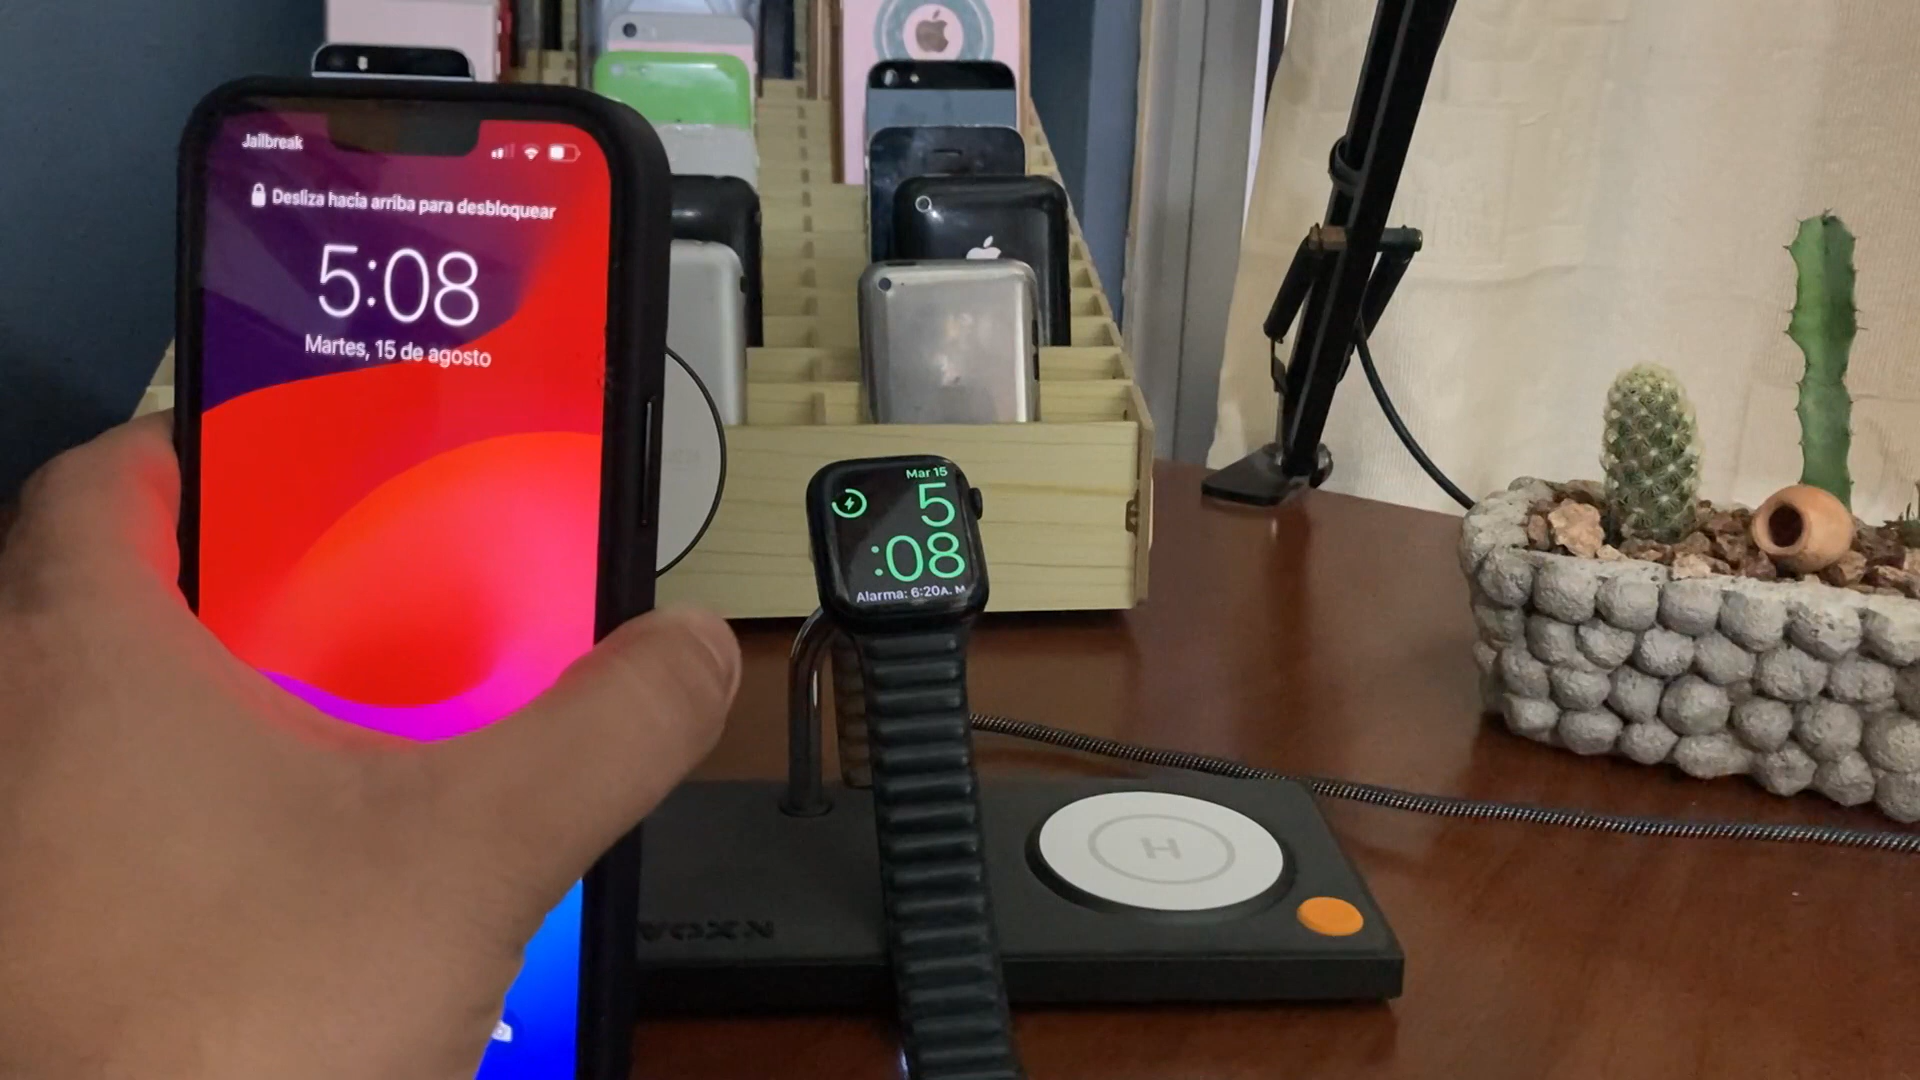 Jailbreak
Desliza hacia arriba para desbloquear
5:08
Martes, 15 de agosto
Mar 15
5
:08
Alarma: 6:20A. M
H